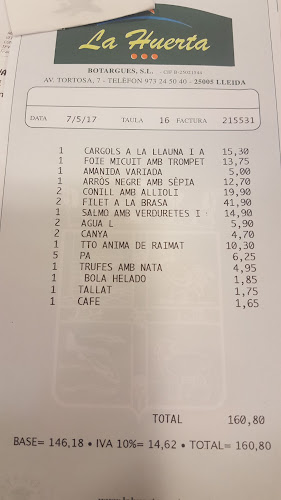 La Huerta
BOTARGUES, S.L. - CIF B-25021545
AV. TORTOSA, 7 - TELÈFON 973 24 50 40 - 25005 LLEIDA
DATA 7/5/17 TAULA 16 FACTURA 215531
1 CARGOLS A LA LLAUNA I A 15,30
1 FOIE MICUIT AMB TROMPET 13,75
1 AMANIDA VARIADA 5,00
1 ARRÓS NEGRE AMB SÈPIA 12,70
2 CONILL AMB ALLIOLI 19,90
2 FILET A LA BRASA 41,90
1 SALMO AMB VERDURETES I 14,90
2 AGUA L 5,90
2 CANYA 4,70
1 TTO ANIMA DE RAIMAT 10,30
5 PA 6,25
1 TRUFES AMB NATA 4,95
1 BOLA HELADO 1,85
1 TALLAT 1,75
1 CAFE 1,65
TOTAL 160,80
BASE= 146,18 • IVA 10%= 14,62 • TOTAL= 160,80